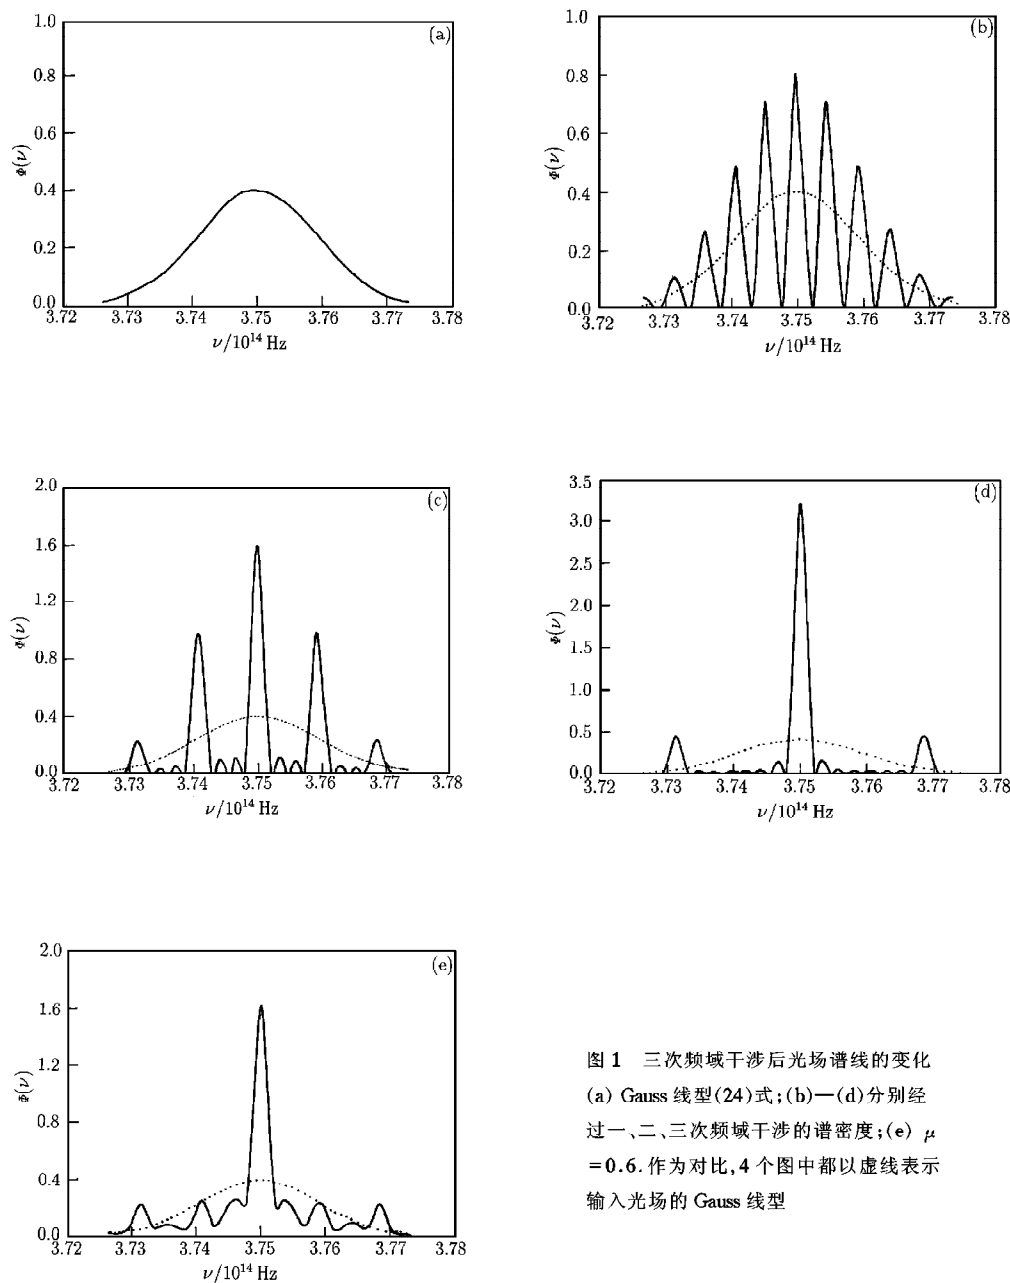 1.0
(a)
0.8
0.6
Φ(ν)
0.4
0.2
0.0
3.72 3.73 3.74 3.75 3.76 3.77 3.78
ν/10¹⁴ Hz
1.0
(b)
0.8
0.6
Φ(ν)
0.4
0.2
0.0
3.72 3.73 3.74 3.75 3.76 3.77 3.78
ν/10¹⁴ Hz
2.0
(c)
1.6
1.2
Φ(ν)
0.8
0.4
0.0
3.72 3.73 3.74 3.75 3.76 3.77 3.78
ν/10¹⁴ Hz
3.5
(d)
3.0
2.5
2.0
Φ(ν)
1.5
1.0
0.5
0.0
3.72 3.73 3.74 3.75 3.76 3.77 3.78
ν/10¹⁴ Hz
2.0
(e)
1.6
1.2
Φ(ν)
0.8
0.4
0.0
3.72 3.73 3.74 3.75 3.76 3.77 3.78
ν/10¹⁴ Hz
图 1 三次频域干涉后光场谱线的变化
(a) Gauss 线型(24)式;(b)—(d)分别经
过一、二、三次频域干涉的谱密度;(e) μ
=0.6.作为对比,4 个图中都以虚线表示
输入光场的 Gauss 线型